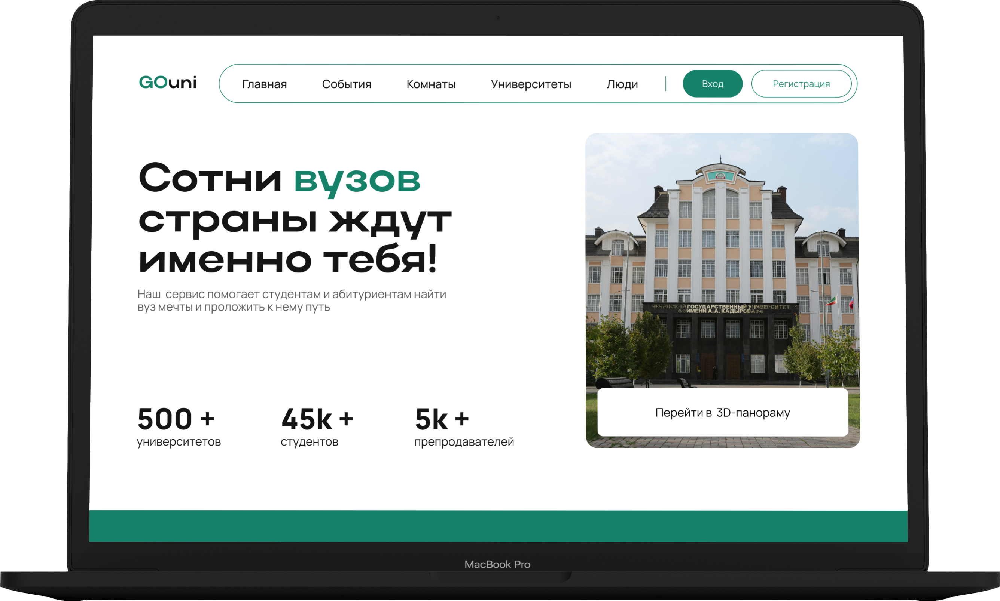 GOuni
Главная События Комнаты Университеты Люди Вход Регистрация
Сотни вузов
страны ждут
именно тебя!
Наш сервис помогает студентам и абитуриентам найти
вуз мечты и проложить к нему путь
500 +
университетов
45k +
студентов
5k +
препродавателей
ЧЕЧЕНСКИЙ ГОСУДАРСТВЕННЫЙ УНИВЕРСИТЕТ
ИМЕНИ А.А. КАДЫРОВА
Перейти в 3D-панораму
MacBook Pro